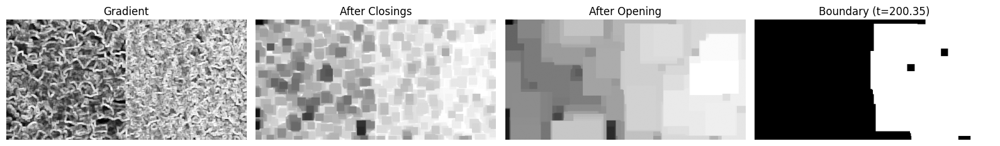 Gradient
After Closings
After Opening
Boundary (t=200.35)